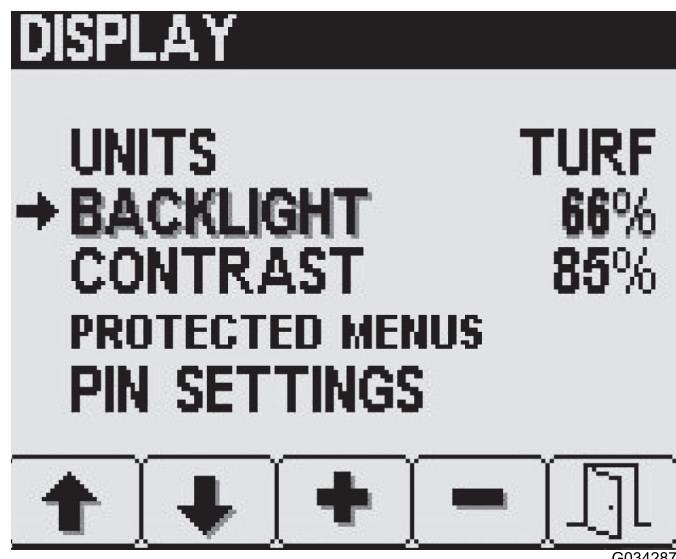 DISPLAY
UNITS TURF
BACKLIGHT 66%
CONTRAST 85%
PROTECTED MENUS
PIN SETTINGS
G034287